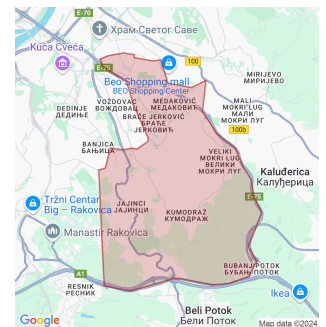 E-70
Храм Светог Саве
Kuća Cveća
E-75
100
Beo Shopping mall
BEO Shopping Center
MIRIJEVO
МИРИЈЕВО
VOŽDOVAC
ВОЖДОВАЦ
MEDAKOVIĆ
МЕДАКОВИЋ
DEDINJE
ДЕДИЊЕ
MALI
MOKRI LUG
МАЛИ
МОКРИ ЛУГ
BRAĆE JERKOVIĆ
БРАЋЕ
ЈЕРКОВИЋ
100b
BANJICA
БАЊИЦА
VELIKI
MOKRI LUG
ВЕЛИКИ
МОКРИ ЛУГ
Kaluđerica
Калуђерица
E-75
Tržni Centar
Big – Rakovica
JAJINCI
ЈАЈИНЦИ
KUMODRAŽ
КУМОДРАЖ
Manastir Rakovica
BUBANJ POTOK
БУБАЊ ПОТОК
A1
RESNIK
РЕСНИК
Ikea
Beli Potok
Бели Поток
Google
Map data ©2024